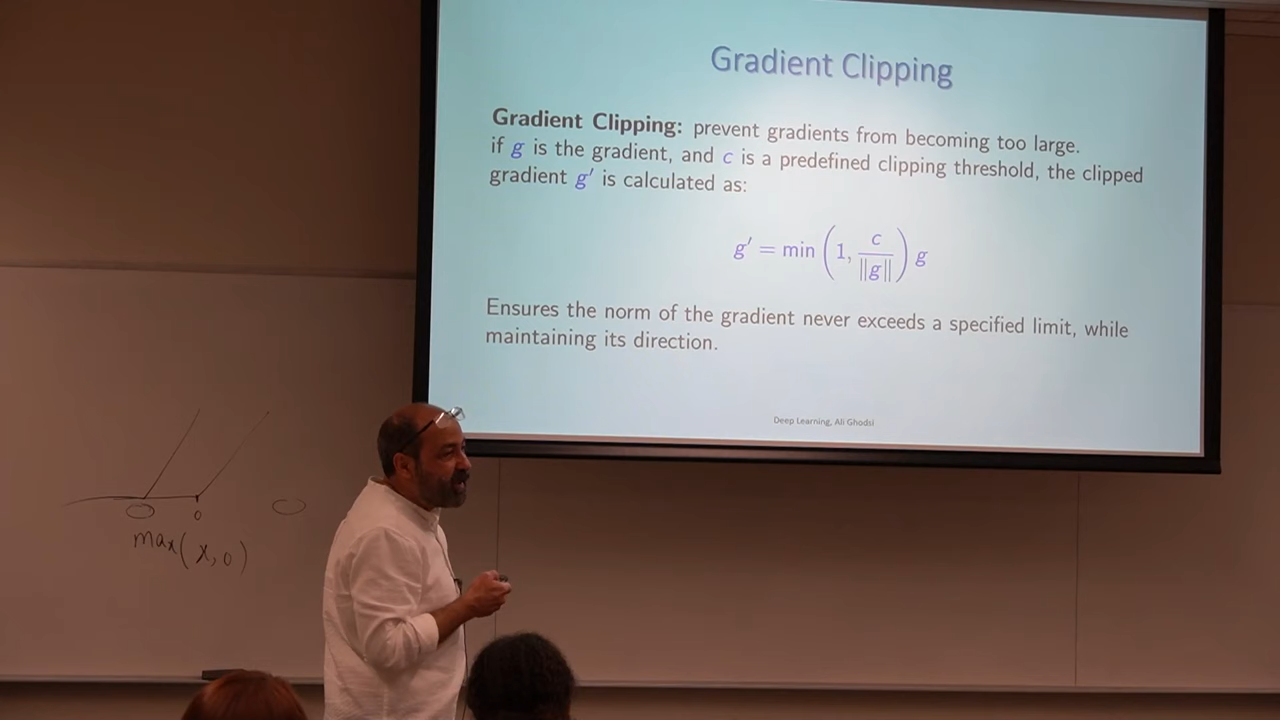 Gradient Clipping
Gradient Clipping: prevent gradients from becoming too large.
if g is the gradient, and c is a predefined clipping threshold, the clipped
gradient g′ is calculated as:
g′ = min (1, c/‖g‖) g
Ensures the norm of the gradient never exceeds a specified limit, while
maintaining its direction.
Deep Learning, Ali Ghodsi
0
max(x,0)